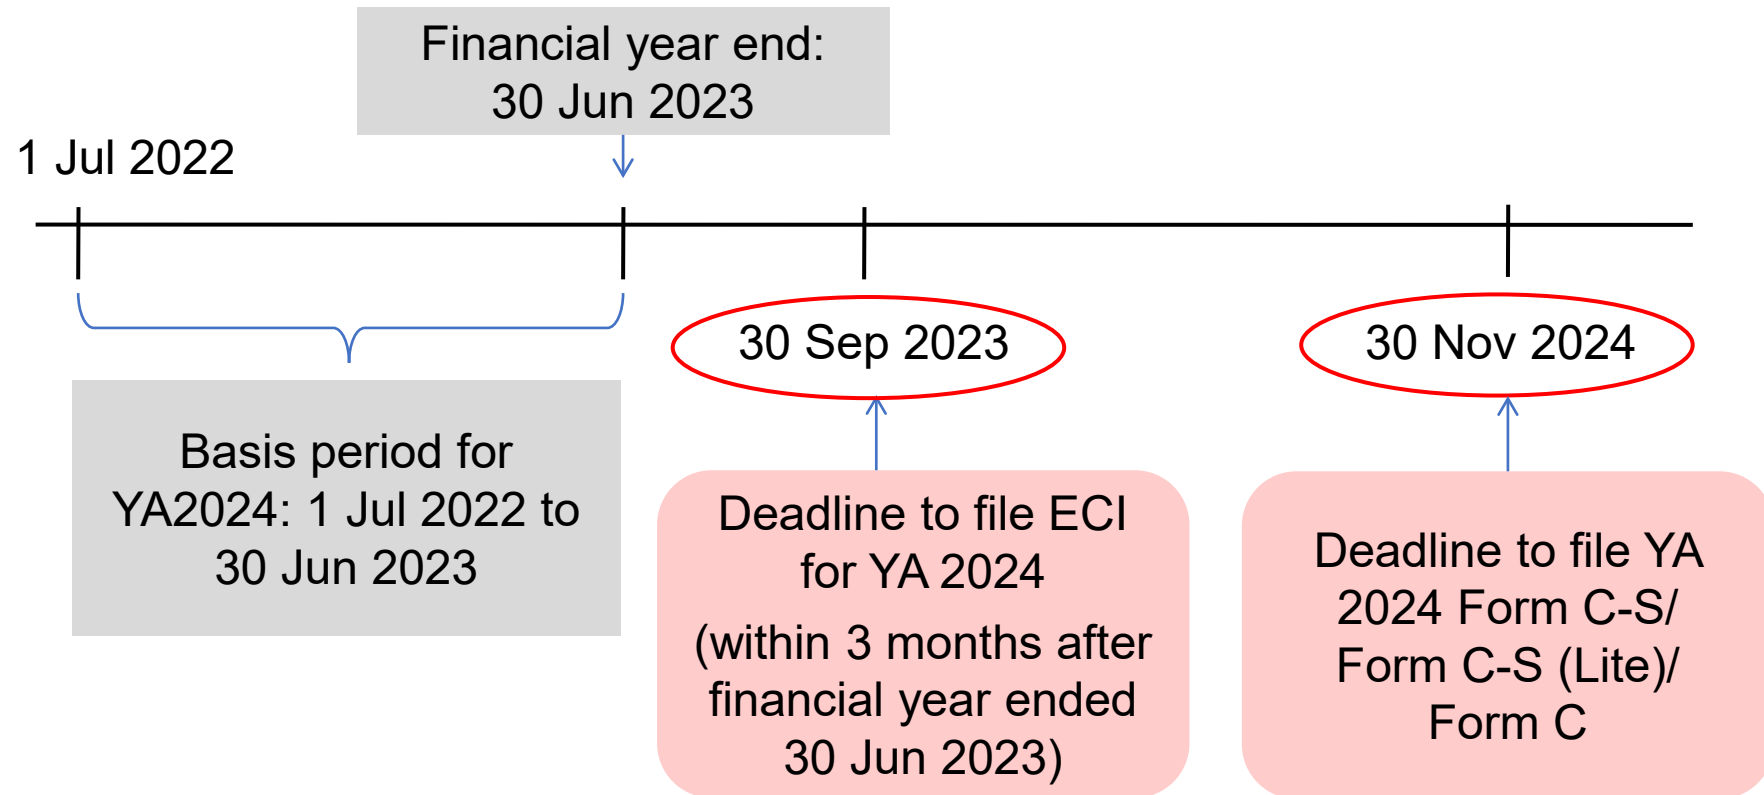 Financial year end:
30 Jun 2023
1 Jul 2022
30 Sep 2023
30 Nov 2024
Basis period for
YA2024: 1 Jul 2022 to
30 Jun 2023
Deadline to file ECI
for YA 2024
(within 3 months after
financial year ended
30 Jun 2023)
Deadline to file YA
2024 Form C-S/
Form C-S (Lite)/
Form C